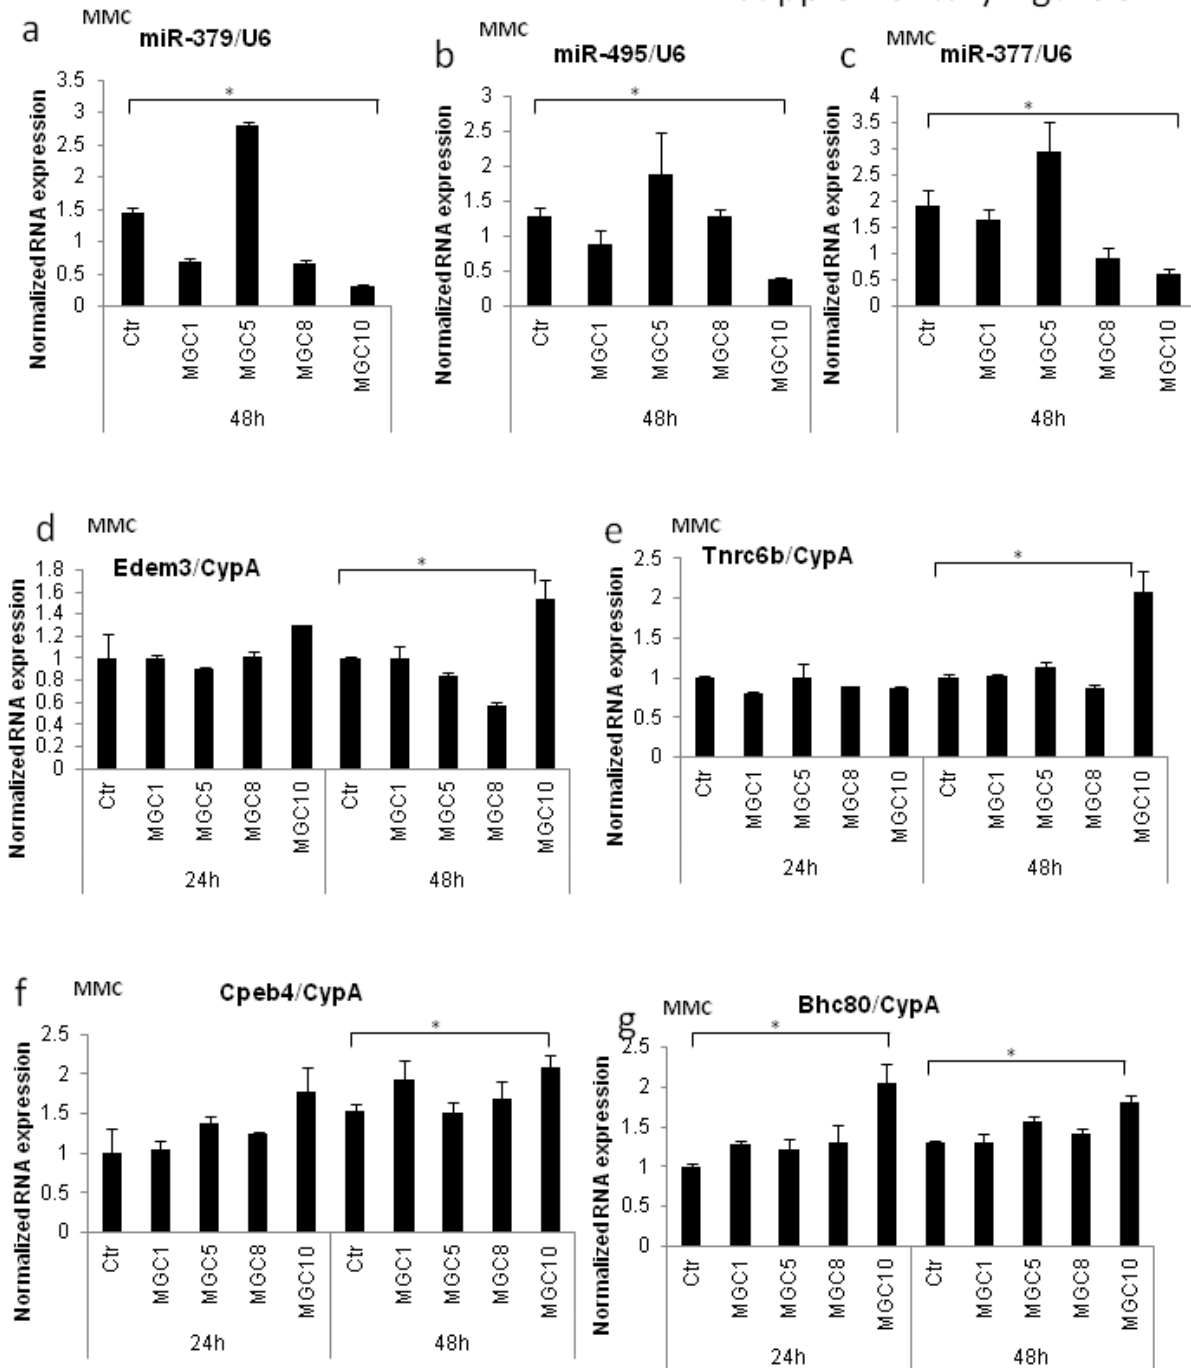 a MMC miR-379/U6
Normalized RNA expression
3.5
3
2.5
2
1.5
1
0.5
0
*
Ctr MGC1 MGC5 MGC8 MGC10
48h
b MMC miR-495/U6
Normalized RNA expression
3
2.5
2
1.5
1
0.5
0
*
Ctr MGC1 MGC5 MGC8 MGC10
48h
c MMC miR-377/U6
Normalized RNA expression
4
3.5
3
2.5
2
1.5
1
0.5
0
*
Ctr MGC1 MGC5 MGC8 MGC10
48h
d MMC
Edem3/CypA
Normalized RNA expression
1.8
1.6
1.4
1.2
1
0.8
0.6
0.4
0.2
0
*
Ctr MGC1 MGC5 MGC8 MGC10 Ctr MGC1 MGC5 MGC8 MGC10
24h 48h
e MMC
Tnrc6b/CypA
Normalized RNA expression
2.5
2
1.5
1
0.5
0
*
Ctr MGC1 MGC5 MGC8 MGC10 Ctr MGC1 MGC5 MGC8 MGC10
24h 48h
f MMC Cpeb4/CypA
Normalized RNA expression
2.5
2
1.5
1
0.5
0
*
Ctr MGC1 MGC5 MGC8 MGC10 Ctr MGC1 MGC5 MGC8 MGC10
24h 48h
g MMC Bhc80/CypA
Normalized RNA expression
2.5
2
1.5
1
0.5
0
* *
Ctr MGC1 MGC5 MGC8 MGC10 Ctr MGC1 MGC5 MGC8 MGC10
24h 48h